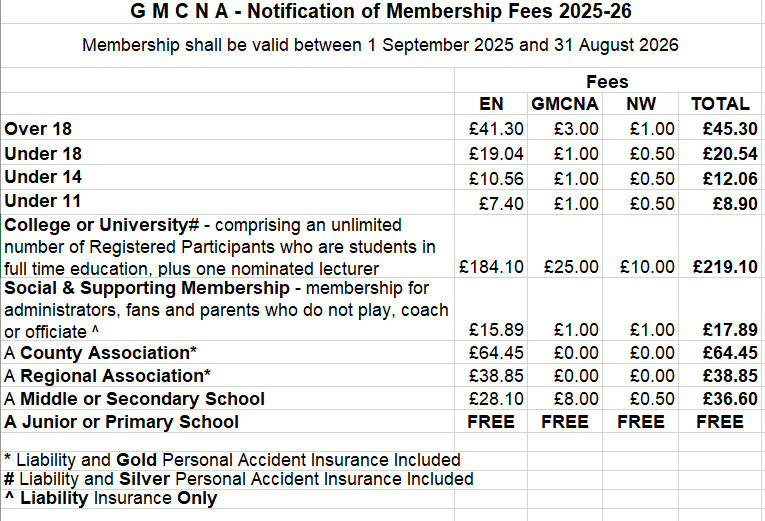 G M C N A - Notification of Membership Fees 2025-26
Membership shall be valid between 1 September 2025 and 31 August 2026
Fees
EN GMCNA NW TOTAL
Over 18 £41.30 £3.00 £1.00 £45.30
Under 18 £19.04 £1.00 £0.50 £20.54
Under 14 £10.56 £1.00 £0.50 £12.06
Under 11 £7.40 £1.00 £0.50 £8.90
College or University# - comprising an unlimited
number of Registered Participants who are students in
full time education, plus one nominated lecturer £184.10 £25.00 £10.00 £219.10
Social & Supporting Membership - membership for
administrators, fans and parents who do not play, coach
or officiate ^ £15.89 £1.00 £1.00 £17.89
A County Association* £64.45 £0.00 £0.00 £64.45
A Regional Association* £38.85 £0.00 £0.00 £38.85
A Middle or Secondary School £28.10 £8.00 £0.50 £36.60
A Junior or Primary School FREE FREE FREE FREE
* Liability and Gold Personal Accident Insurance Included
# Liability and Silver Personal Accident Insurance Included
^ Liability Insurance Only